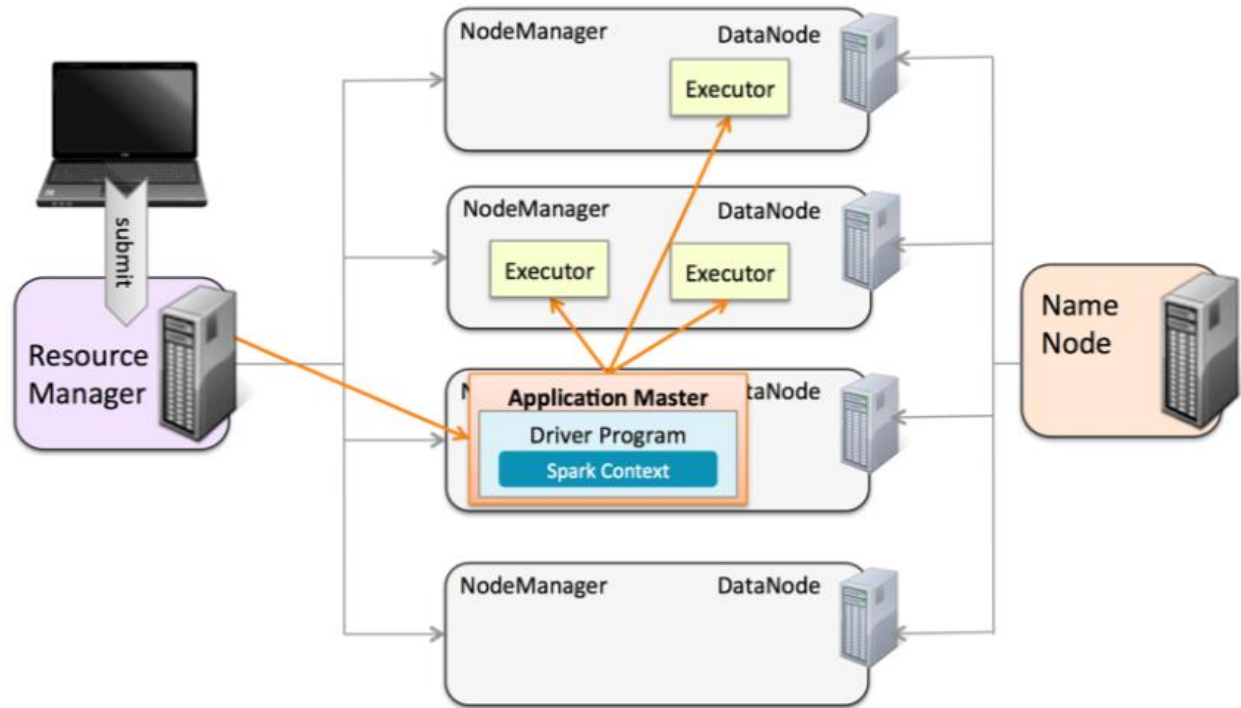 NodeManager DataNode
Executor
submit
NodeManager DataNode
Executor Executor
Resource
Manager
Name
Node
Application Master
Driver Program
Spark Context
NodeManager DataNode